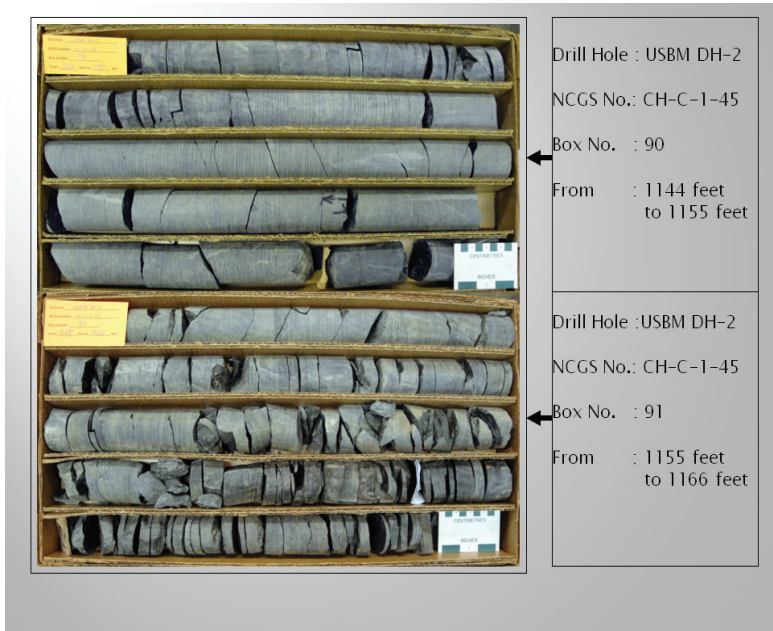 Drill Hole : USBM DH-2
NCGS No.: CH-C-1-45
Box No. : 90
From : 1144 feet
to 1155 feet
CENTIMETRES
INCHES
Drill Hole :USBM DH-2
NCGS No.: CH-C-1-45
Box No. : 91
From : 1155 feet
to 1166 feet
CENTIMETRES
INCHES